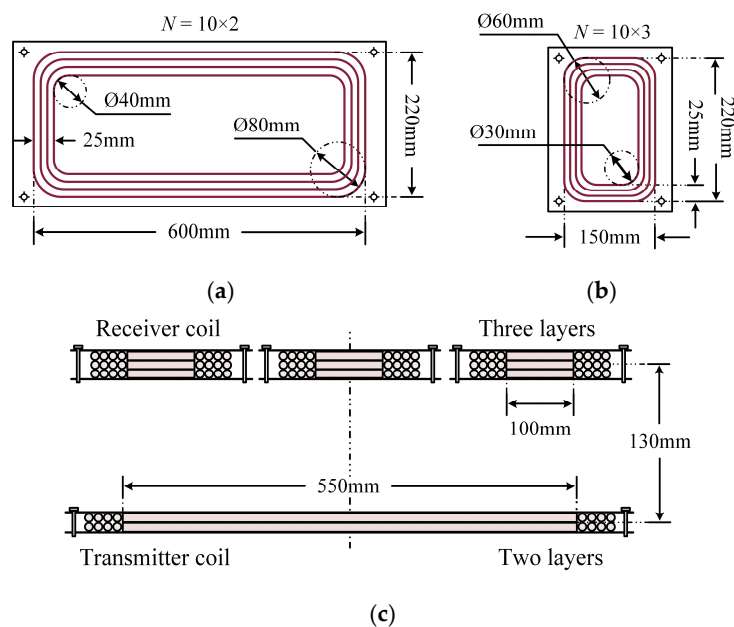 N = 10×2
Ø40mm
Ø80mm
25mm
220mm
600mm
(a)
Ø60mm
N = 10×3
Ø30mm
25mm
220mm
150mm
(b)
Receiver coil
Three layers
100mm
130mm
550mm
Transmitter coil
Two layers
(c)